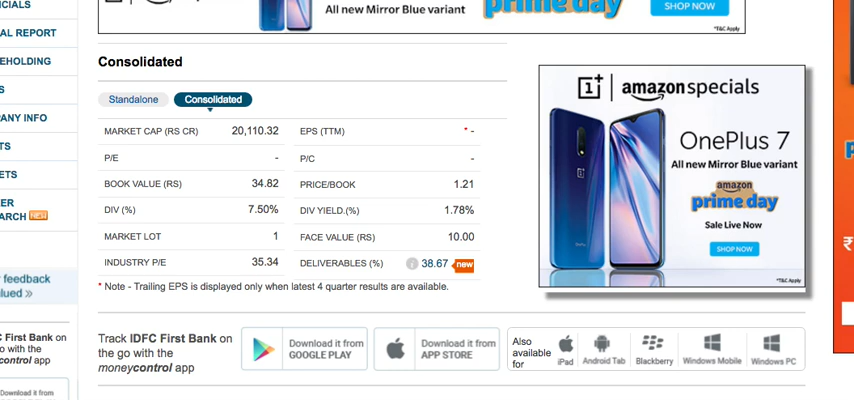 ICIALS
All new Mirror Blue variant
prime day
SHOP NOW
*T&C Apply
AL REPORT
EHOLDING
S
ANY INFO
TS
ETS
ER
EARCH NEW
Consolidated
Standalone Consolidated
MARKET CAP (RS CR) 20,110.32 EPS (TTM) * -
P/E - P/C -
BOOK VALUE (RS) 34.82 PRICE/BOOK 1.21
DIV (%) 7.50% DIV YIELD.(%) 1.78%
MARKET LOT 1 FACE VALUE (RS) 10.00
INDUSTRY P/E 35.34 DELIVERABLES (%) 38.67 new
* Note - Trailing EPS is displayed only when latest 4 quarter results are available.
1+ | amazonspecials
OnePlus 7
All new Mirror Blue variant
amazon
prime day
Sale Live Now
SHOP NOW
*T&C Apply
₹
r feedback
lued »
C First Bank on
o with the
control app
Download it from
Track IDFC First Bank on
the go with the
moneycontrol app
Download it from
GOOGLE PLAY
Download it from
APP STORE
Also
available
for
iPad
Android Tab
Blackberry
Windows Mobile
Windows PC